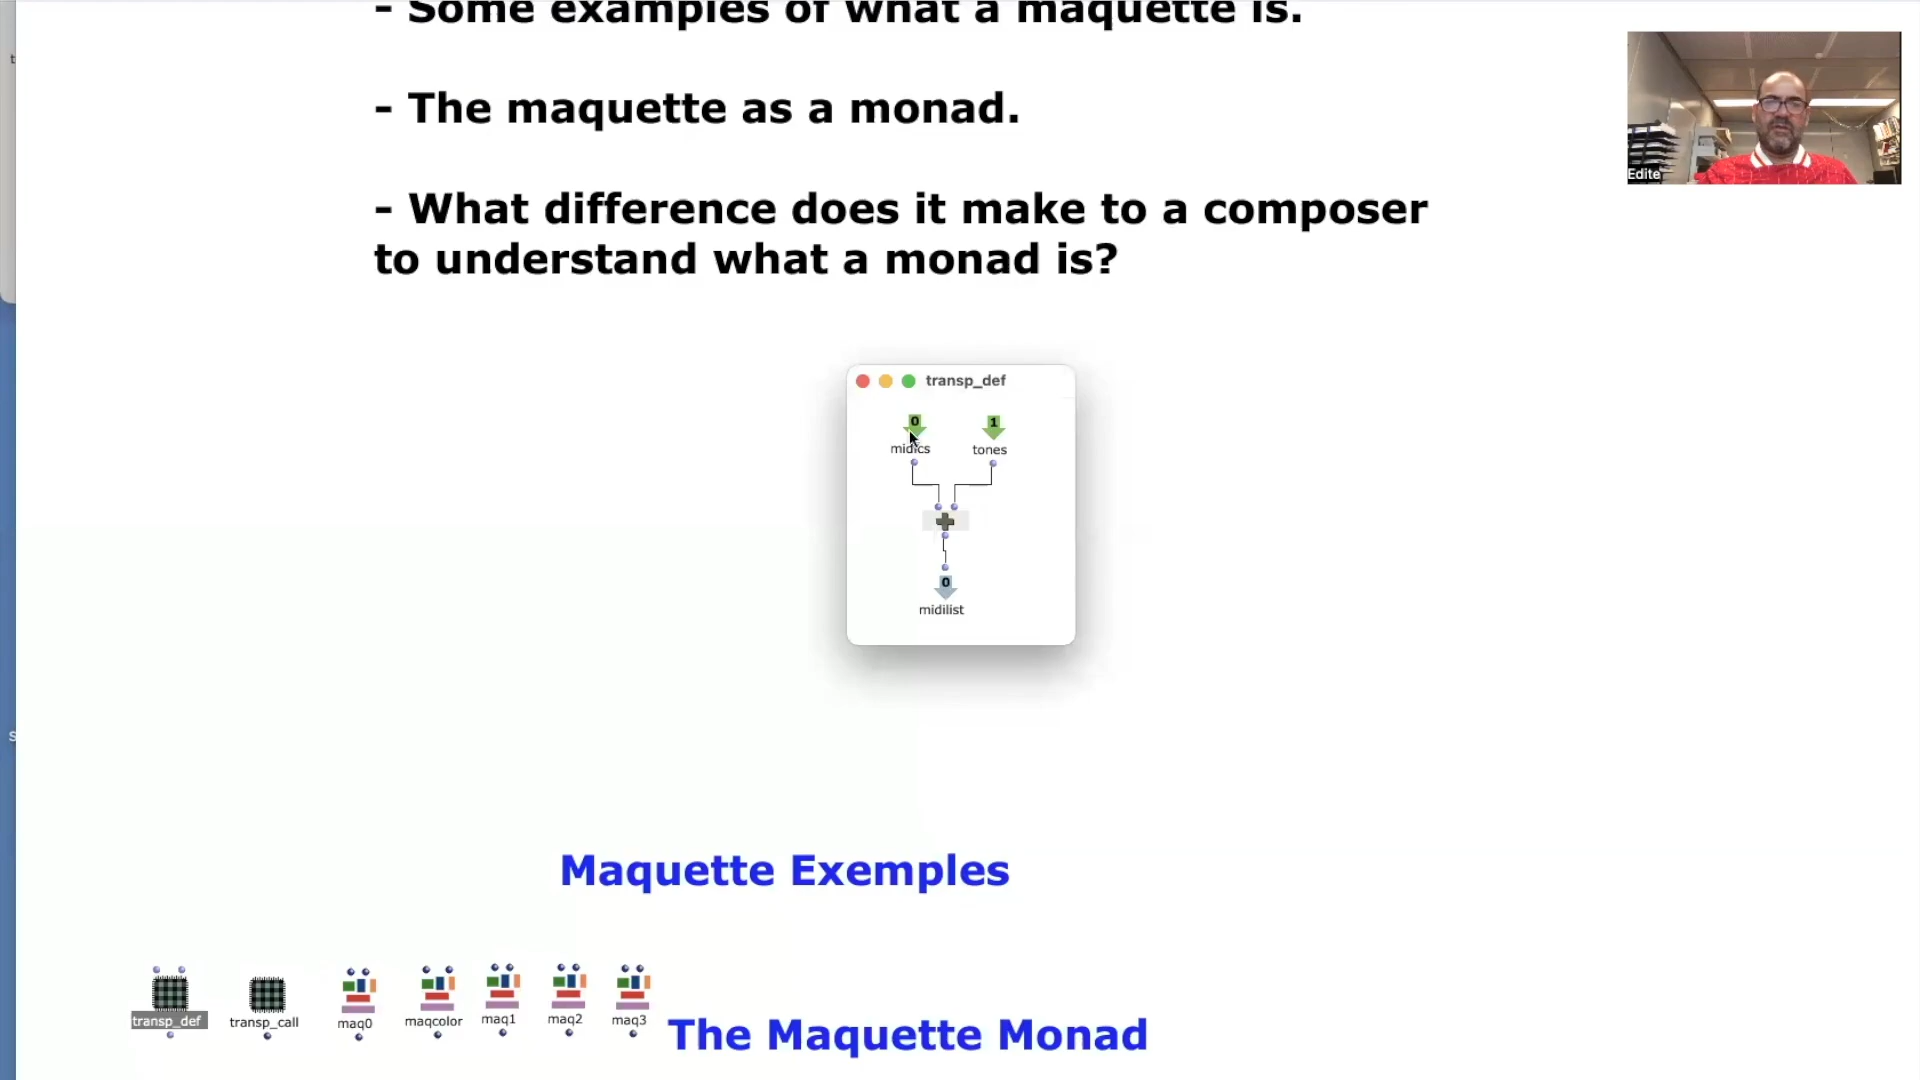 - Some examples of what a maquette is.
- The maquette as a monad.
- What difference does it make to a composer
to understand what a monad is?
Edite
transp_def
0
1
midics
tones
0
midilist
Maquette Exemples
transp_def
transp_call
maq0
maqcolor
maq1
maq2
maq3
The Maquette Monad